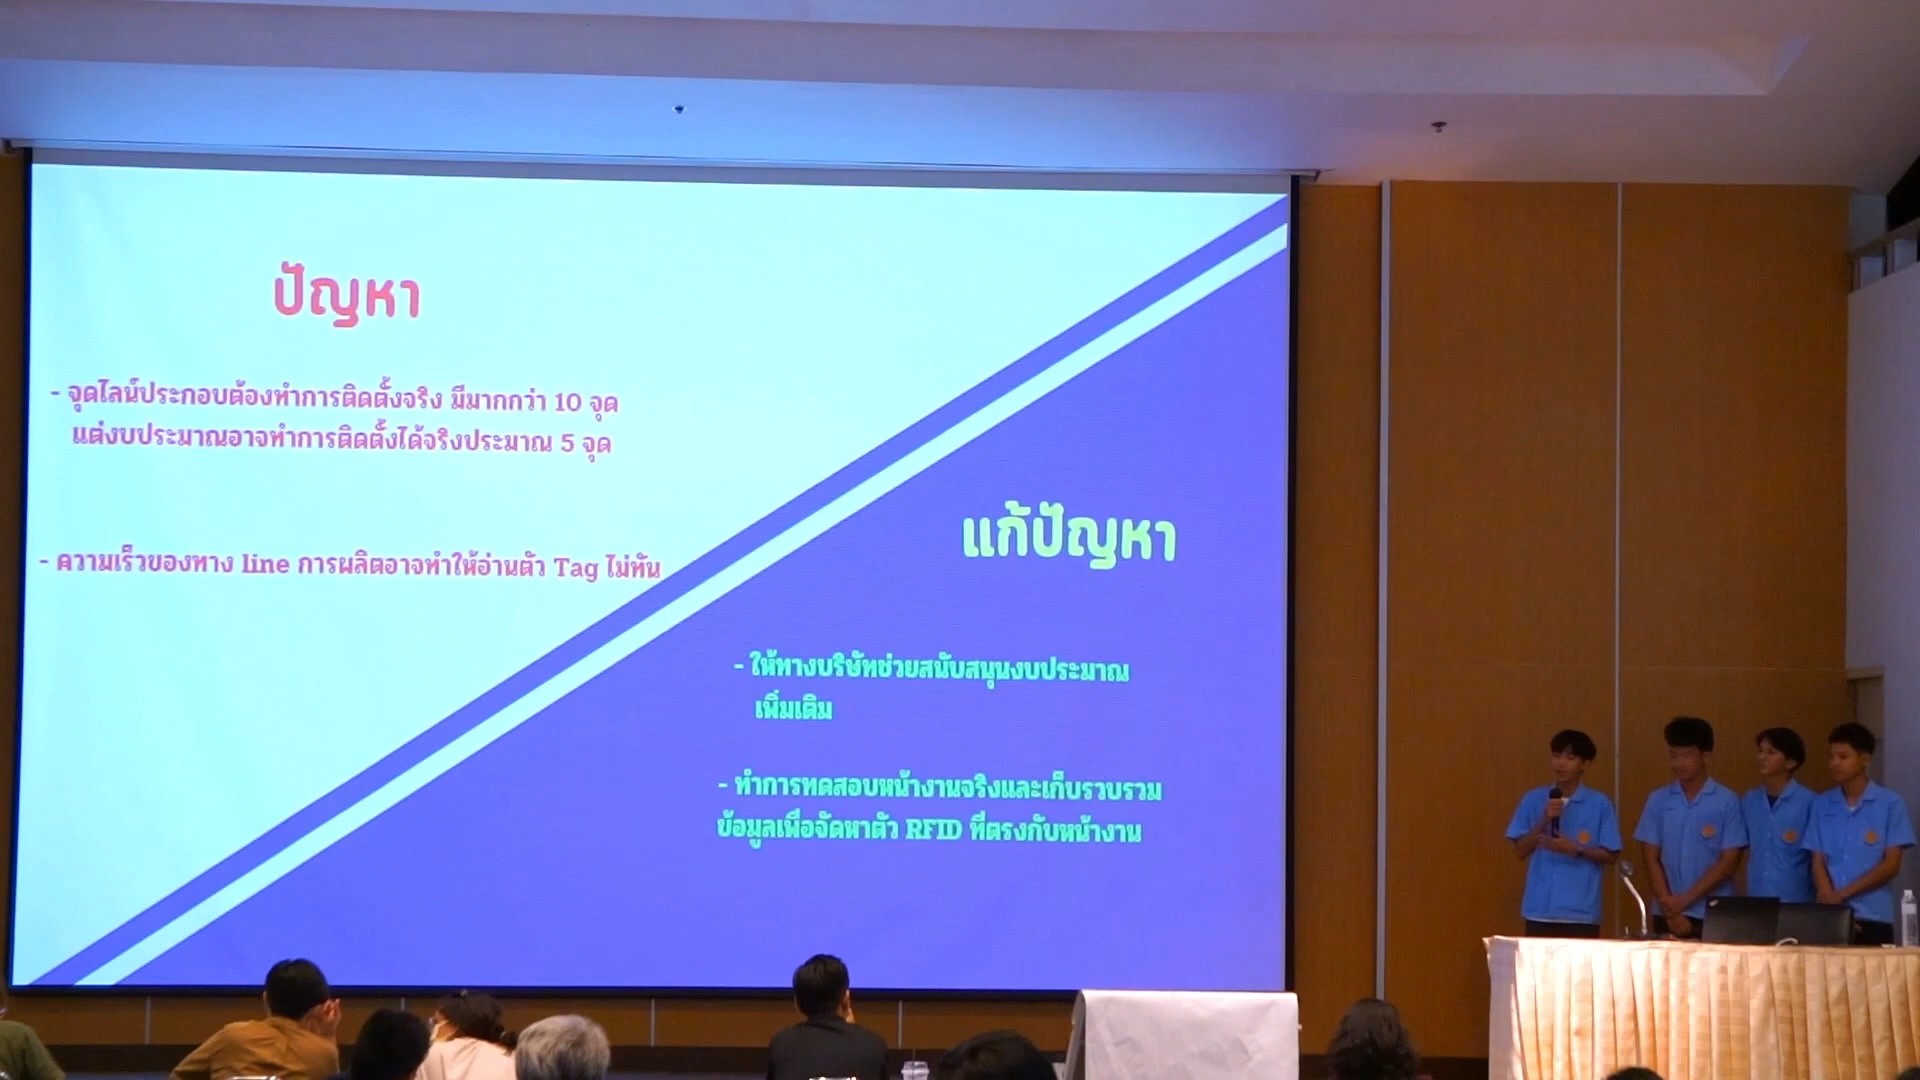 ปัญหา
- จุดไลน์ประกอบต้องทำการติดตั้งจริง มีมากกว่า 10 จุด
แต่งบประมาณอาจทำการติดตั้งได้จริงประมาณ 5 จุด
- ความเร็วของทาง line การผลิตอาจทำให้อ่านตัว Tag ไม่ทัน
แก้ปัญหา
- ให้ทางบริษัทช่วยสนับสนุนงบประมาณ
เพิ่มเติม
- ทำการทดสอบหน้างานจริงและเก็บรวบรวม
ข้อมูลเพื่อจัดหาตัว RFID ที่ตรงกับหน้างาน